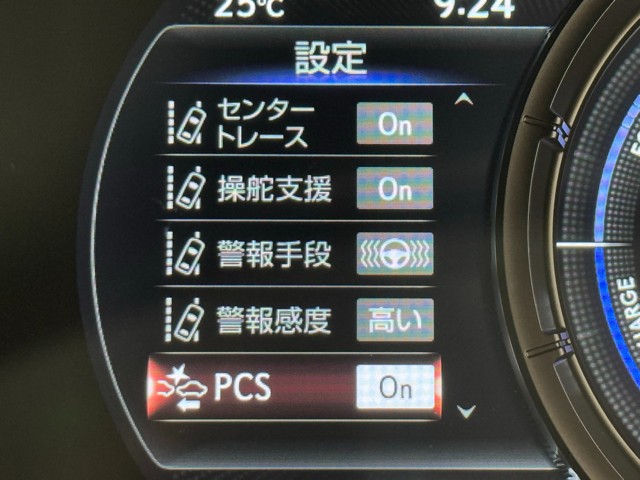 25℃ 9.24
設定
センター
トレース On
操舵支援 On
警報手段
警報感度 高い
PCS On